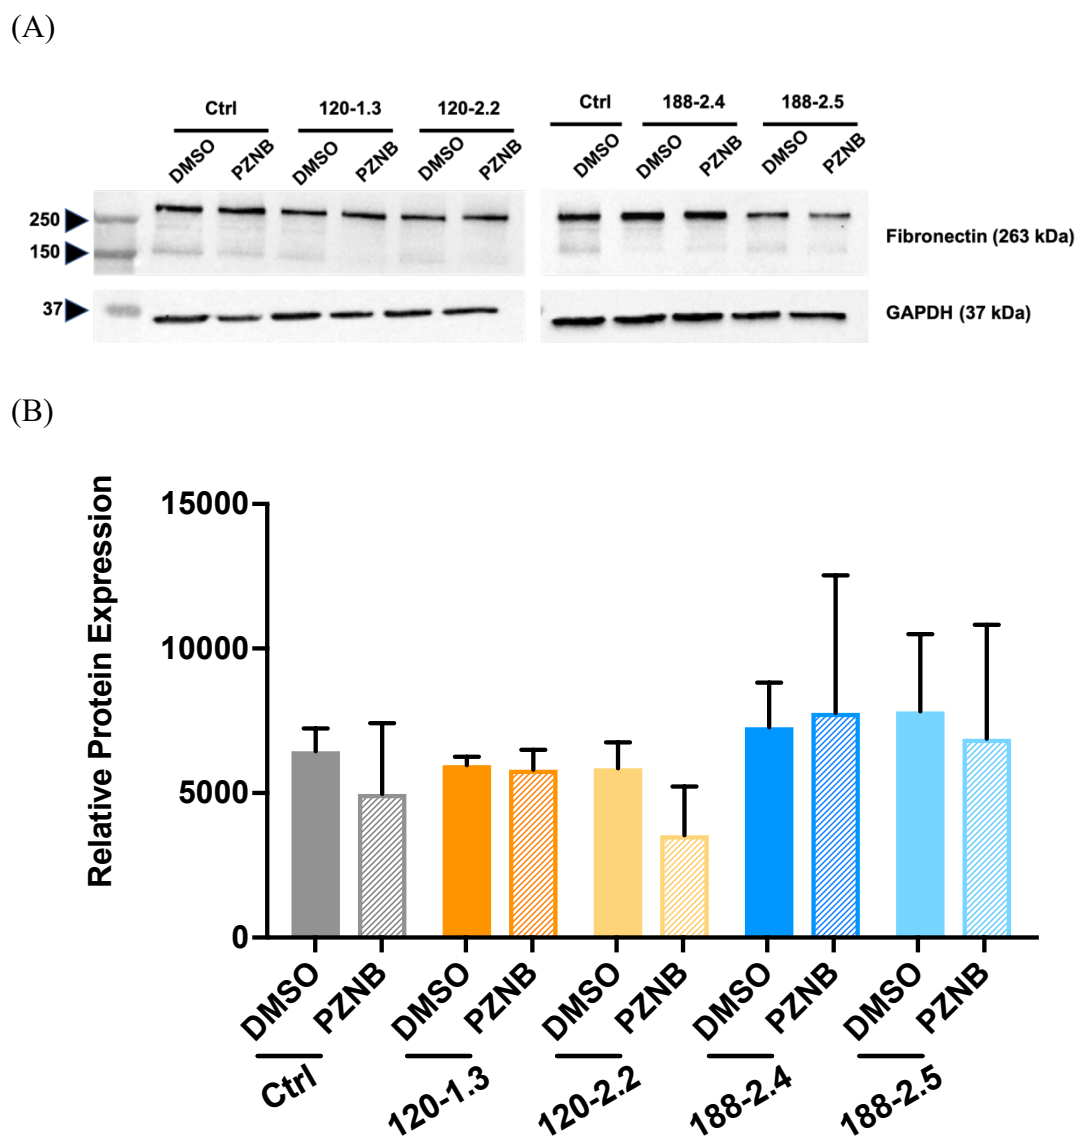 (A)
Ctrl 120-1.3 120-2.2 Ctrl 188-2.4 188-2.5
DMSO PZNB DMSO PZNB DMSO PZNB DMSO DMSO PZNB DMSO PZNB
250
150
Fibronectin (263 kDa)
37
GAPDH (37 kDa)
(B)
Relative Protein Expression
15000
10000
5000
0
DMSO PZNB DMSO PZNB DMSO PZNB DMSO PZNB DMSO PZNB
Ctrl 120-1.3 120-2.2 188-2.4 188-2.5